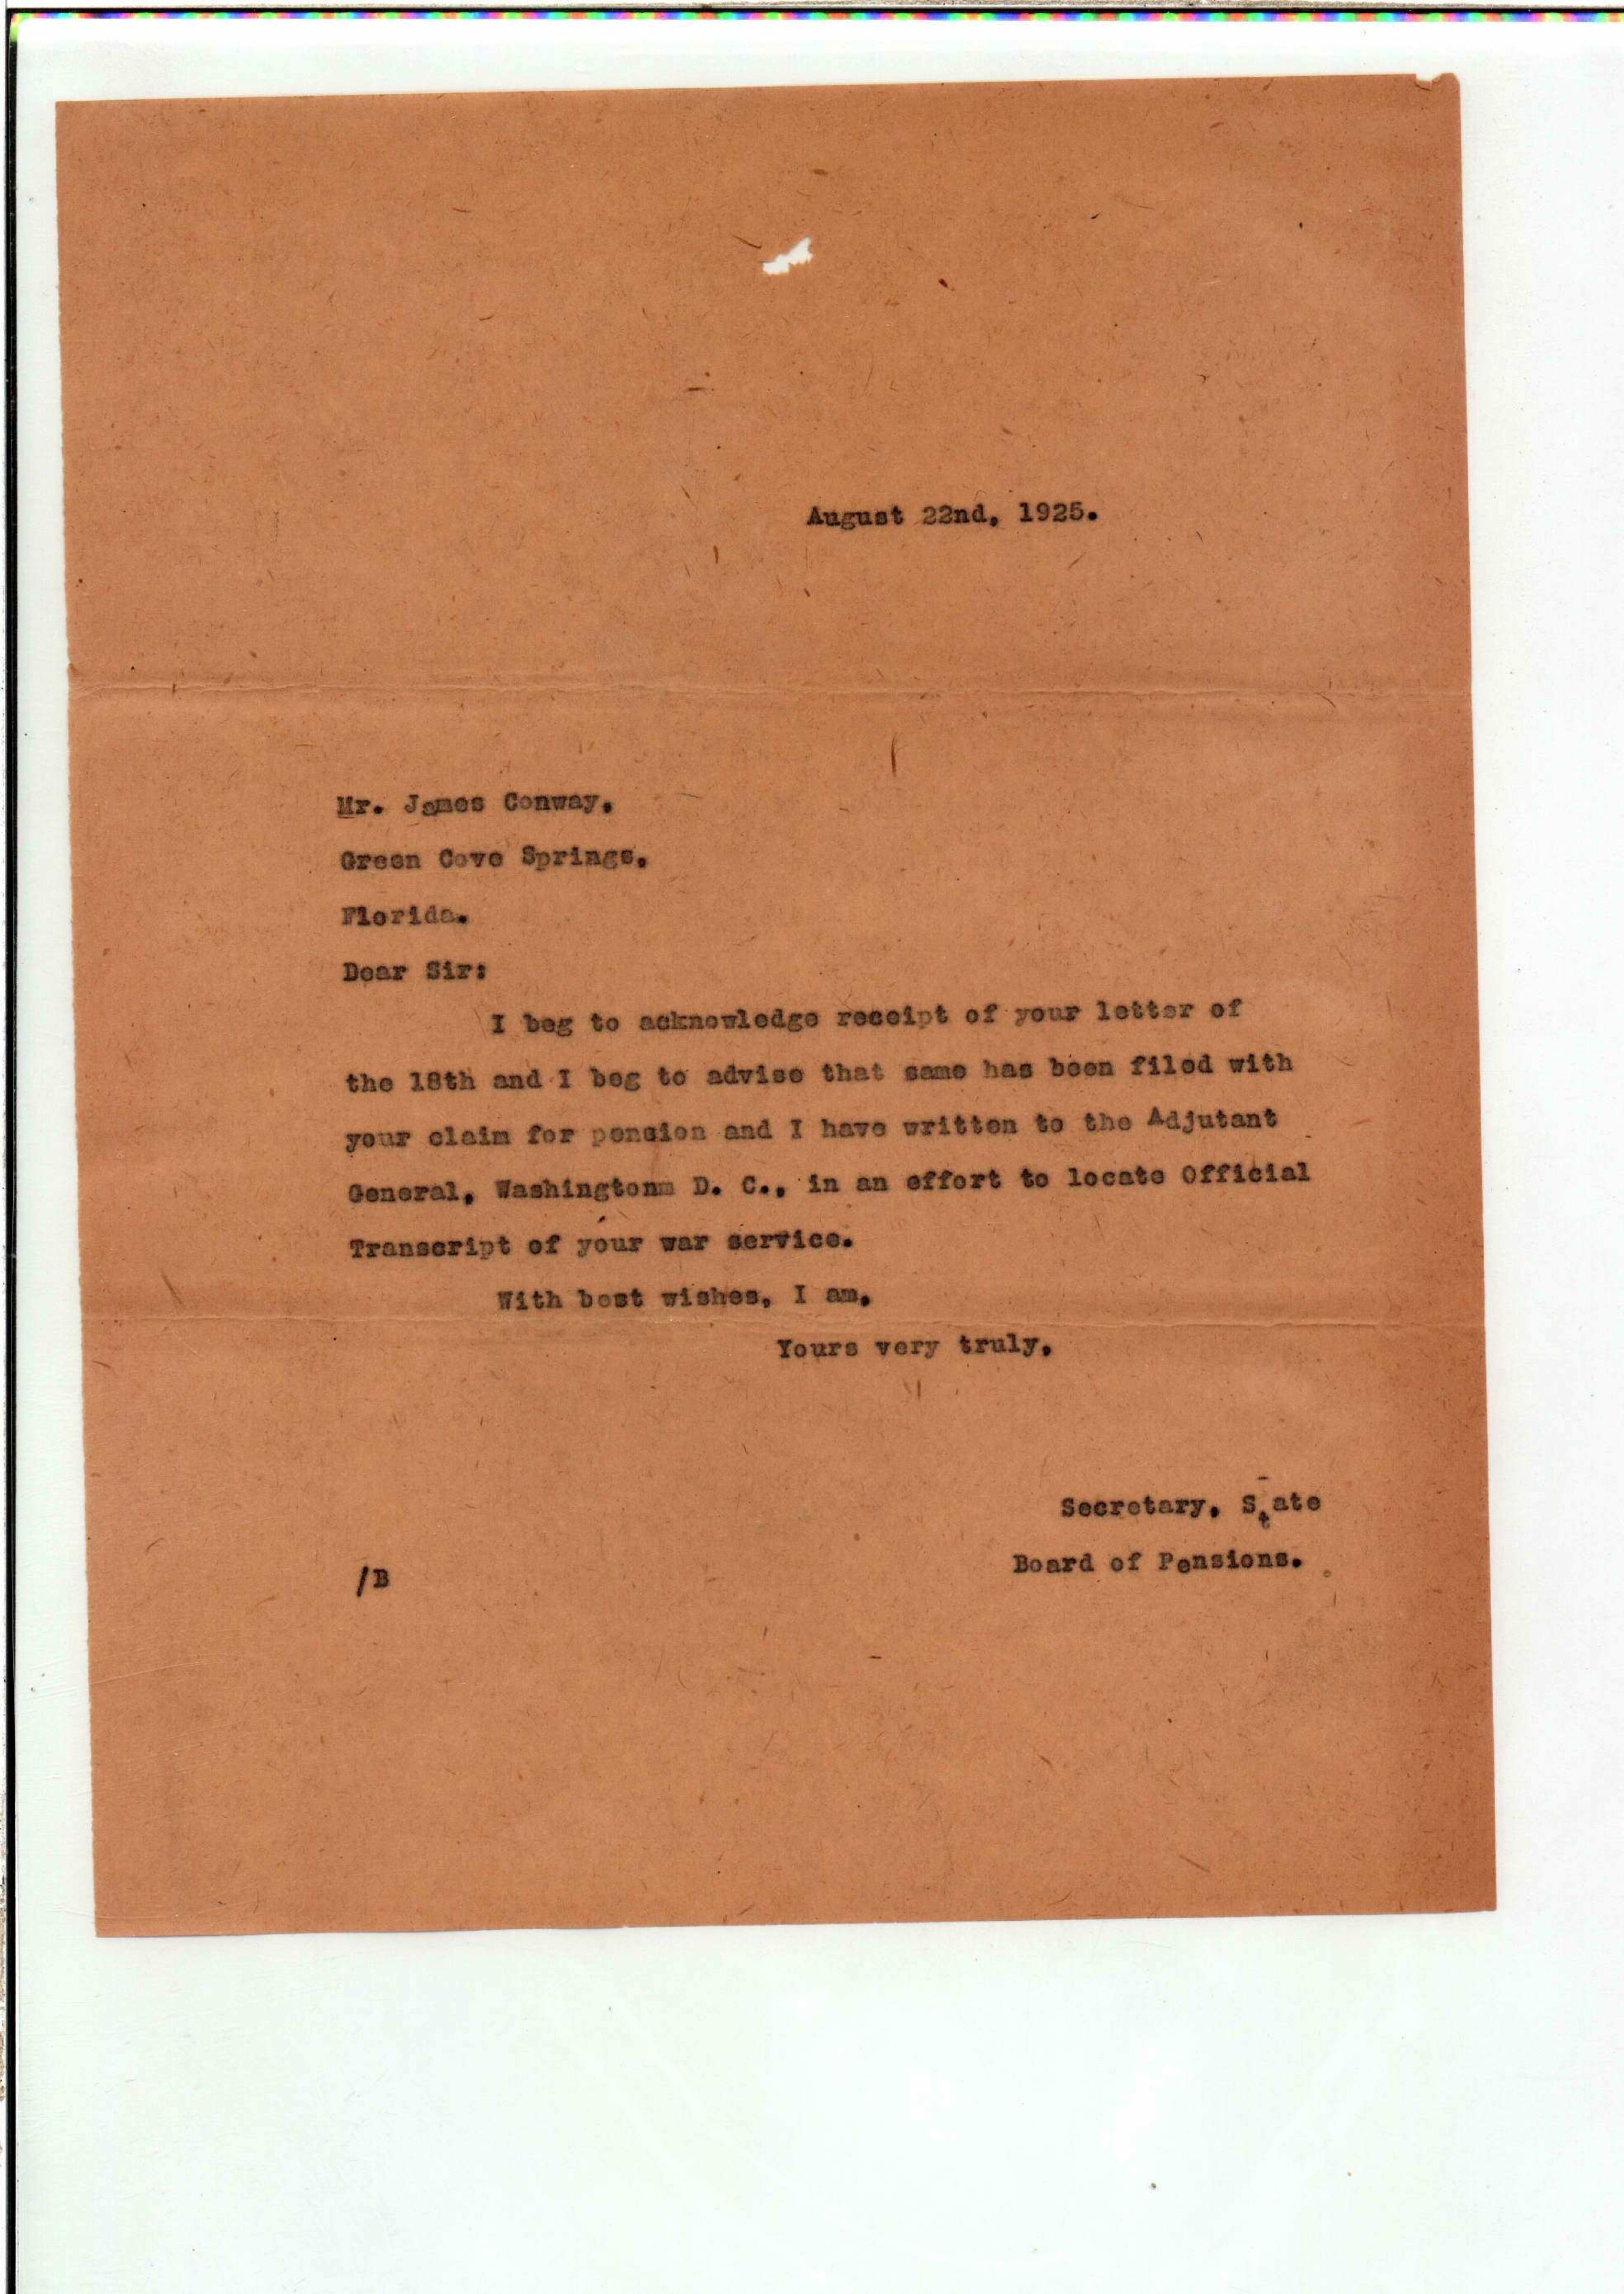 August 22nd, 1925.
Mr. James Conway,
Green Cove Springs,
Florida.
Dear Sir:
I beg to acknowledge receipt of your letter of
the 18th and I beg to advise that same has been filed with
your claim for pension and I have written to the Adjutant
General, Washingtonm D. C., in an effort to locate Official
Transcript of your war service.
With best wishes, I am,
Yours very truly,
Secretary, State
Board of Pensions.
/B